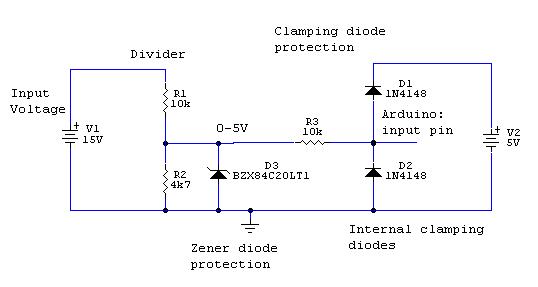 Clamping diode
protection
Divider
Input
Voltage
R1
10k
D1
1N4148
Arduino:
input pin
V1
15V
0-5V
R3
10k
V2
5V
R2
4k7
D3
BZX84C20LT1
D2
1N4148
Zener diode
protection
Internal clamping
diodes